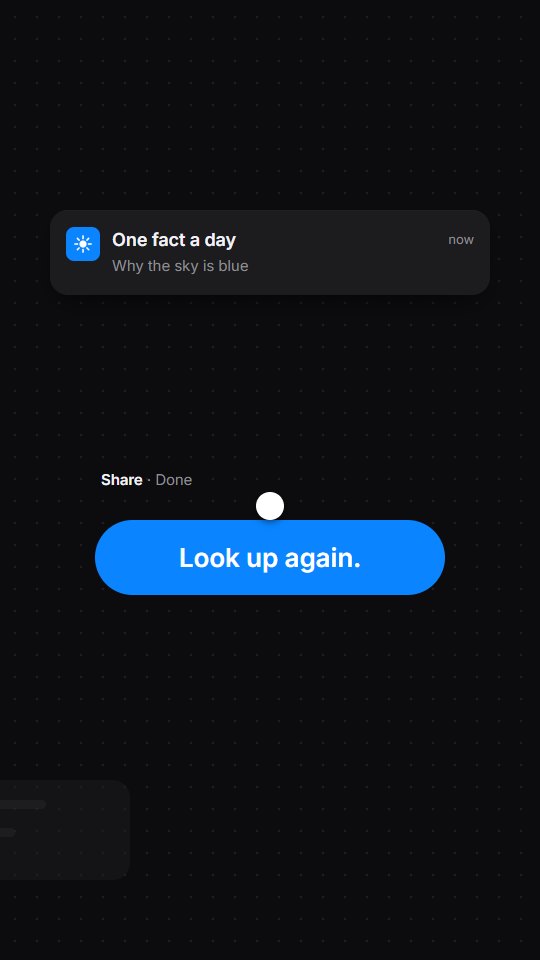 One fact a day
now
Why the sky is blue
Share · Done
Look up again.